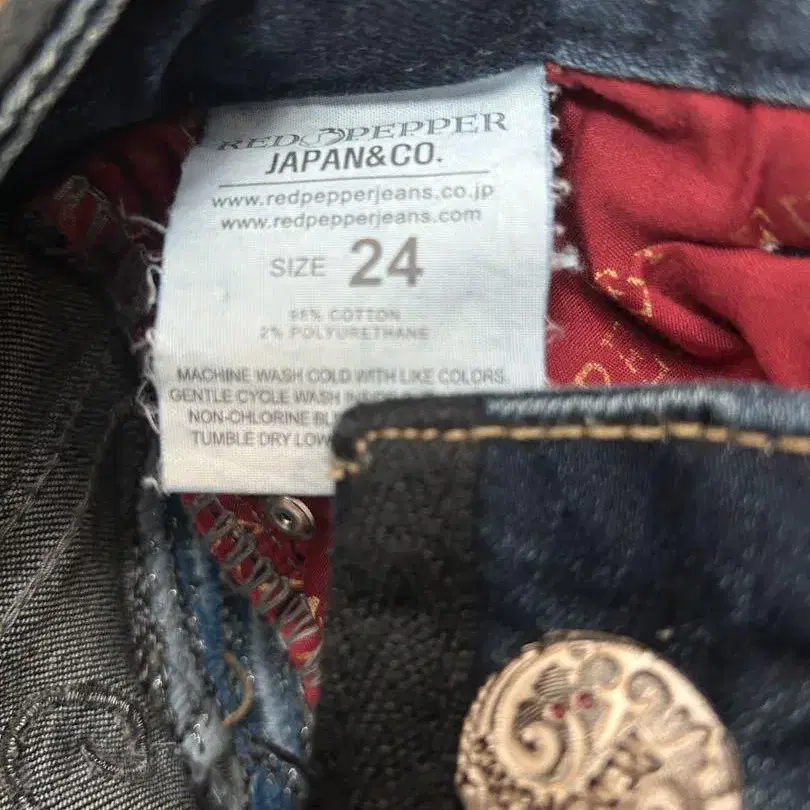 RED PEPPER
JAPAN&CO.
www.redpepperjeans.co.jp
www.redpepperjeans.com
SIZE 24
98% COTTON
2% POLYURETHANE
MACHINE WASH COLD WITH LIKE COLORS.
GENTLE CYCLE WASH
NON-CHLORINE
TUMBLE DRY LOW